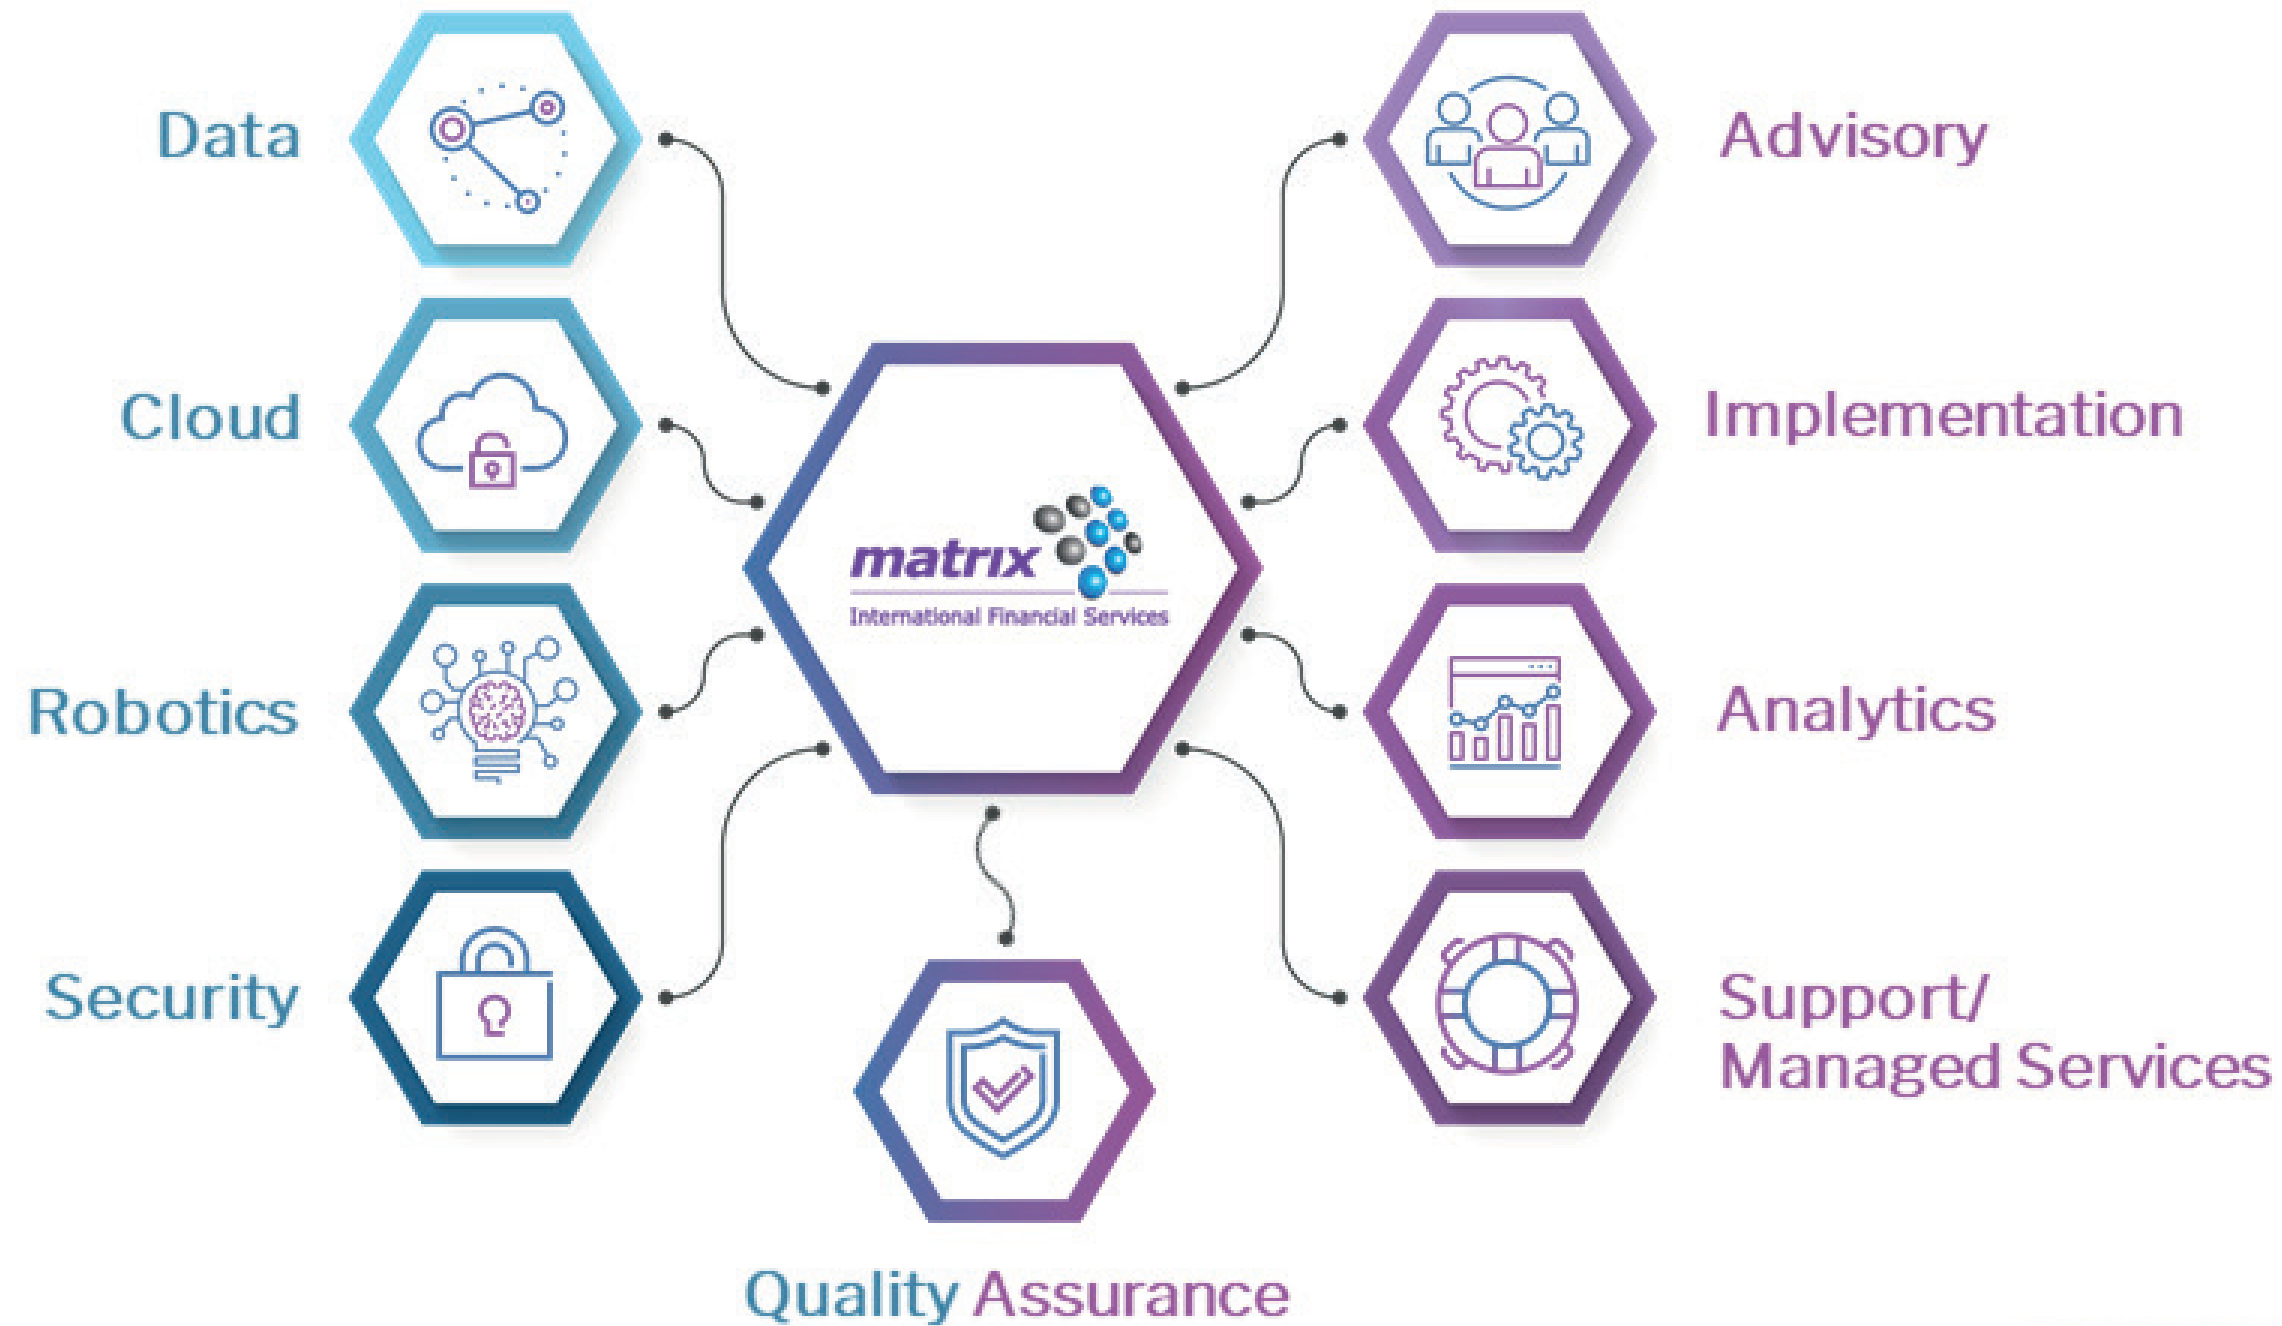 Data
Cloud
Robotics
Security
matrix
International Financial Services
Advisory
Implementation
Analytics
Support/
Managed Services
Quality Assurance